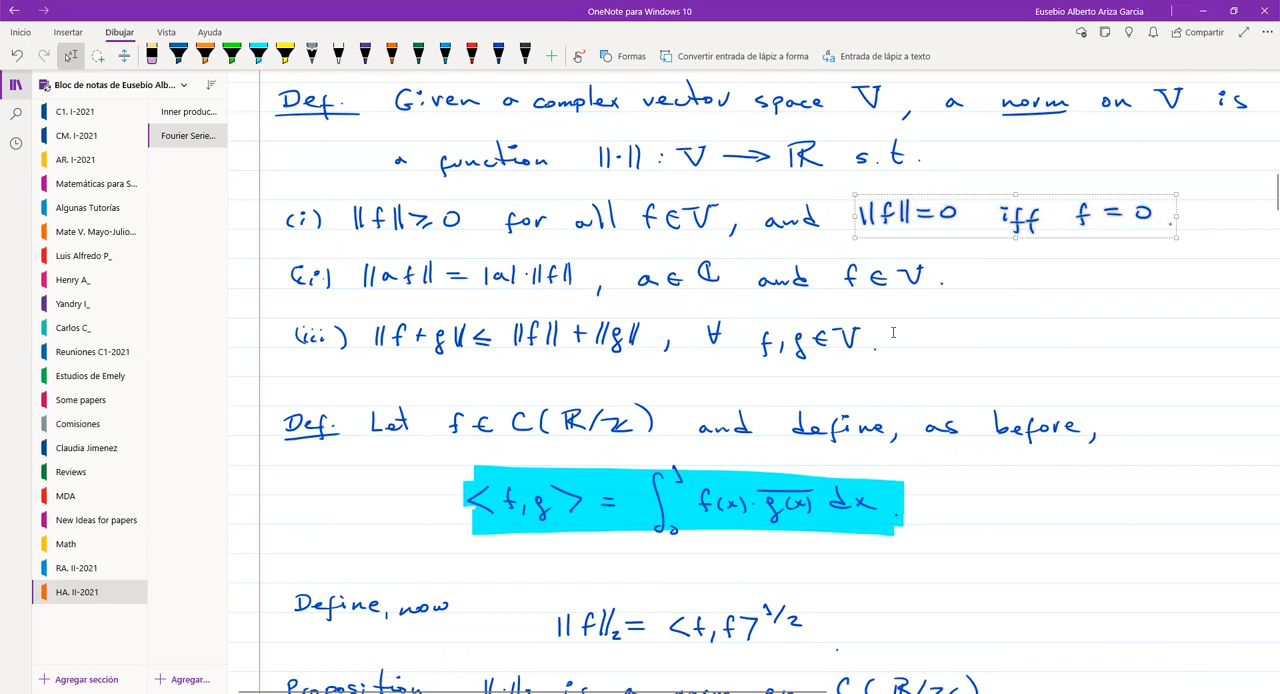 OneNote para Windows 10
Eusebio Alberto Ariza Garcia
Inicio Insertar Dibujar Vista Ayuda
Compartir
Formas Convertir entrada de lápiz a forma Entrada de lápiz a texto
Bloc de notas de Eusebio Alb...
C1. I-2021
CM. I-2021
AR. I-2021
Matemáticas para S...
Algunas Tutorías
Mate V. Mayo-Julio...
Luis Alfredo P_
Henry A_
Yandry I_
Carlos C_
Reuniones C1-2021
Estudios de Emely
Some papers
Comisiones
Claudia Jimenez
Reviews
MDA
New Ideas for papers
Math
RA. II-2021
HA. II-2021
Agregar sección
Inner produc...
Fourier Serie...
Agregar...
Def. Given a complex vector space V, a norm on V is
a function ||·|| : V → ℝ s.t.
(i) ||f|| ≥ 0 for all f ∈ V, and ||f|| = 0 iff f = 0.
(ii) ||af|| = |a|·||f||, a ∈ ℂ and f ∈ V.
(iii) ||f+g|| ≤ ||f|| + ||g||, ∀ f, g ∈ V.
Def. Let f ∈ C(ℝ/ℤ) and define, as before,
<f,g> = ∫₀¹ f(x)·\overline{g(x)} dx.
Define, now
||f||₂ = <f,f>^{1/2}.
Proposition ||·||₂ is a norm on C(ℝ/ℤ)